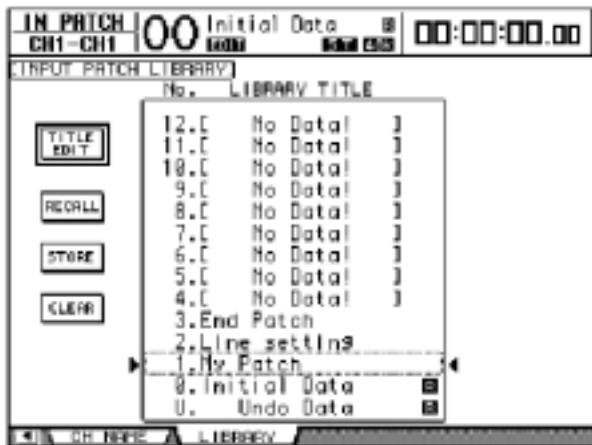 IN PATCH
CH1-CH1
00 Initial Data
EDIT
ST 48
00:00:00.00
INPUT PATCH LIBRARY
No. LIBRARY TITLE
TITLE EDIT
RECALL
STORE
CLEAR
12.[ No Data! ]
11.[ No Data! ]
10.[ No Data! ]
9.[ No Data! ]
8.[ No Data! ]
7.[ No Data! ]
6.[ No Data! ]
5.[ No Data! ]
4.[ No Data! ]
3.End Patch
2.Line setting
1.My Patch
0.Initial Data R
U. Undo Data
CH NAME
LIBRARY